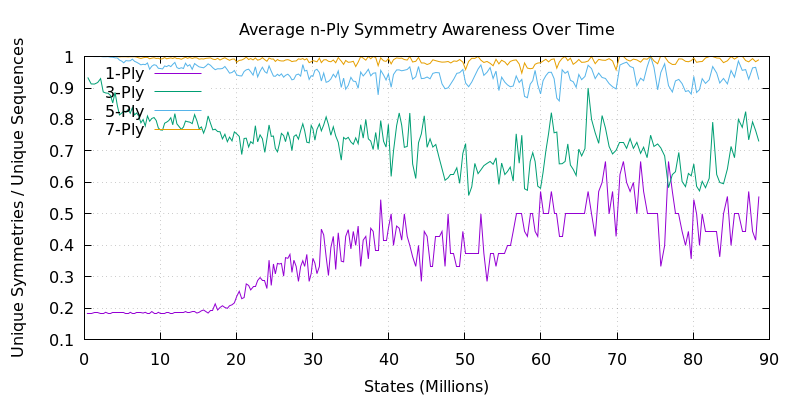 Average n-Ply Symmetry Awareness Over Time
Unique Symmetries / Unique Sequences
1
0.9
0.8
0.7
0.6
0.5
0.4
0.3
0.2
0.1
1-Ply
3-Ply
5-Ply
7-Ply
0 10 20 30 40 50 60 70 80 90
States (Millions)